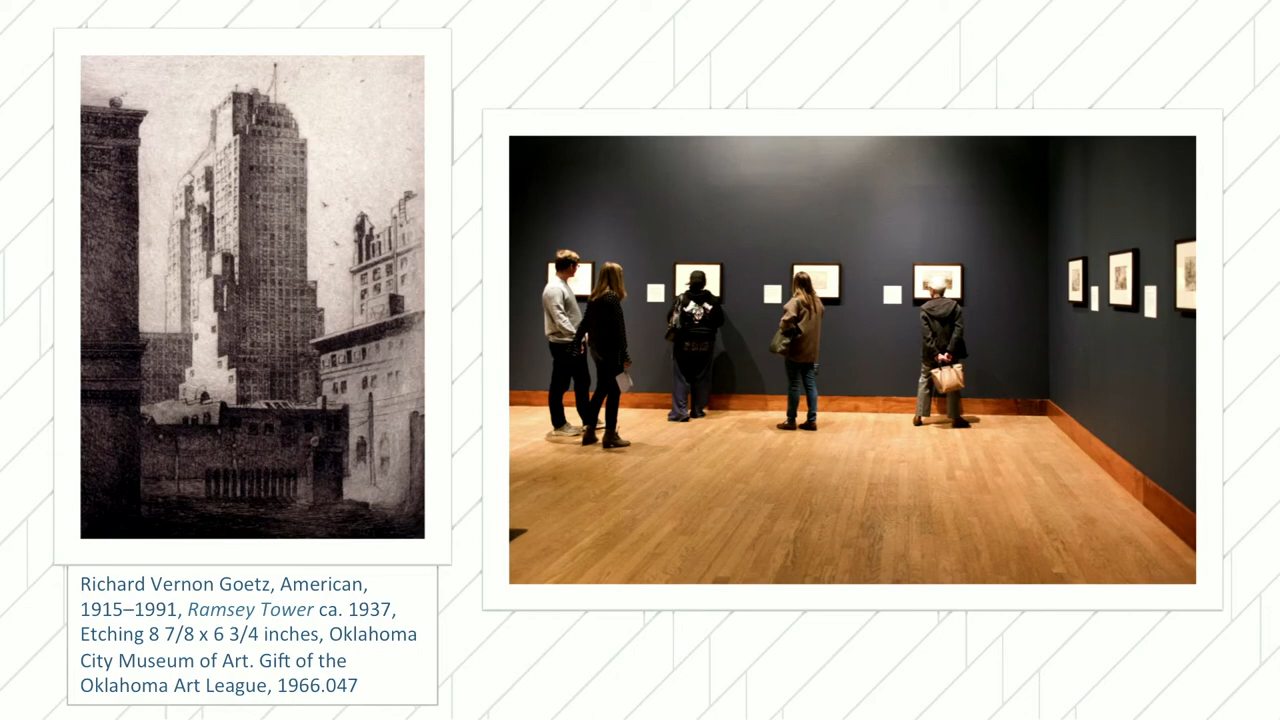 Richard Vernon Goetz, American,
1915–1991, Ramsey Tower ca. 1937,
Etching 8 7/8 x 6 3/4 inches, Oklahoma
City Museum of Art. Gift of the
Oklahoma Art League, 1966.047